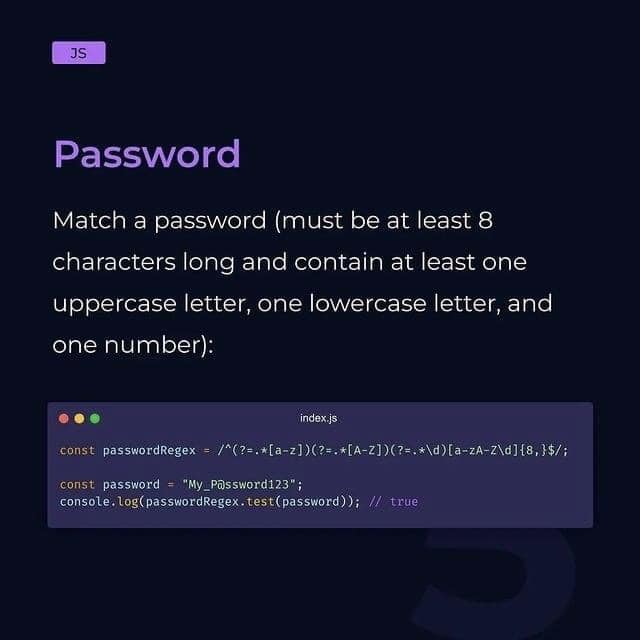 JS
Password
Match a password (must be at least 8
characters long and contain at least one
uppercase letter, one lowercase letter, and
one number):
index.js
const passwordRegex = /^(?=.*[a-z])(?=.*[A-Z])(?=.*\d)[a-zA-Z\d]{8,}$/;
const password = "My_P@ssword123";
console.log(passwordRegex.test(password)); // true